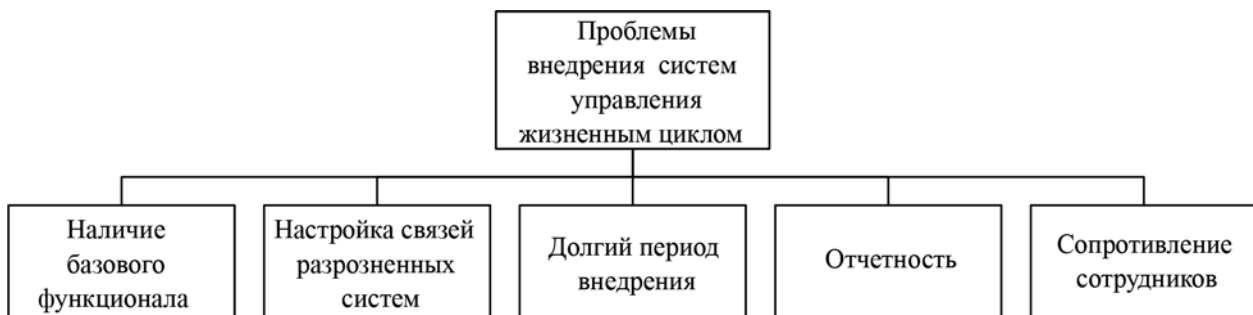 Проблемы
внедрения систем
управления
жизненным циклом
Наличие
базового
функционала
Настройка связей
разрозненных
систем
Долгий период
внедрения
Отчетность
Сопротивление
сотрудников